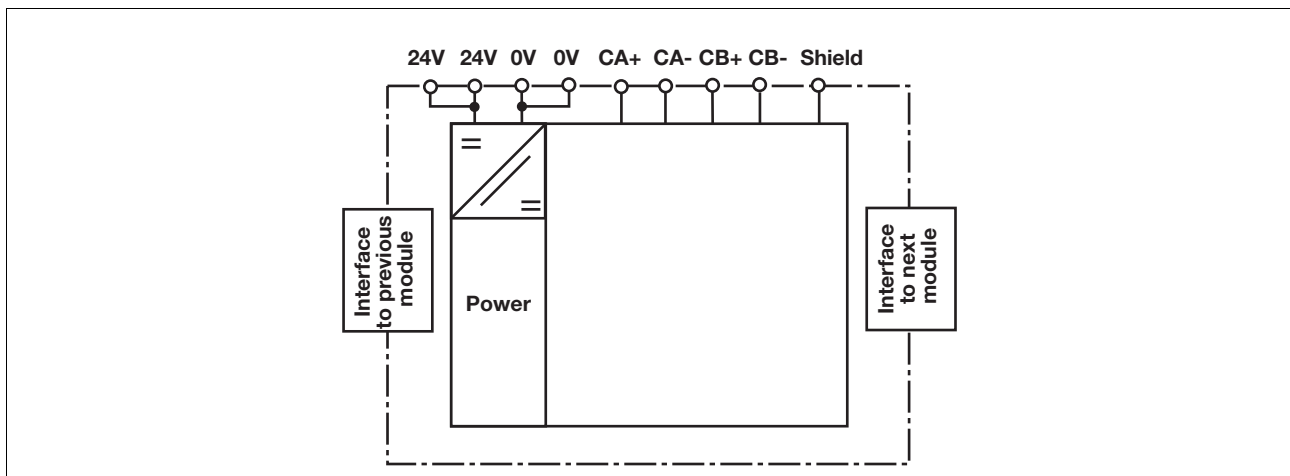 24V 24V 0V 0V CA+ CA- CB+ CB- Shield
Interface
to previous
module
Power
Interface
to next
module